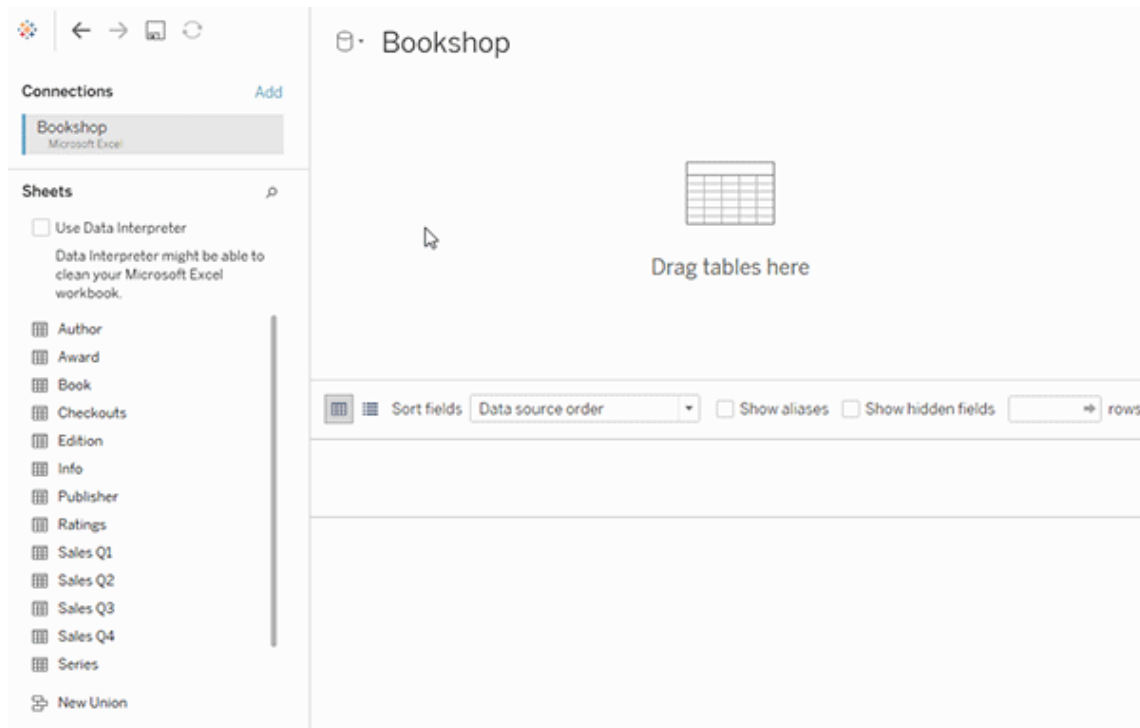 Bookshop
Connections Add
Bookshop
Microsoft Excel
Sheets
Use Data Interpreter
Data Interpreter might be able to
clean your Microsoft Excel
workbook.
Author
Award
Book
Checkouts
Edition
Info
Publisher
Ratings
Sales Q1
Sales Q2
Sales Q3
Sales Q4
Series
New Union
Drag tables here
Sort fields Data source order Show aliases Show hidden fields rows